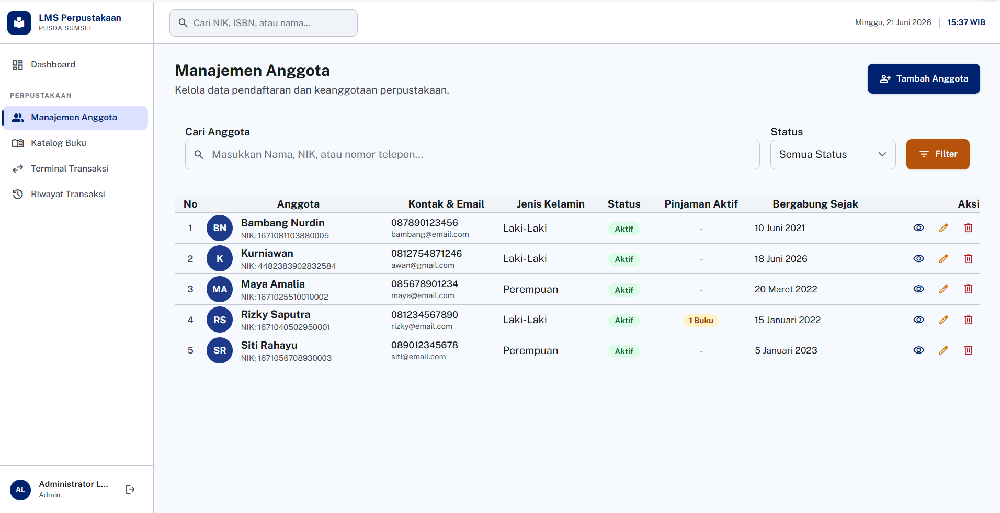 LMS Perpustakaan
PUSDA SUMSEL
Cari NIK, ISBN, atau nama...
Minggu, 21 Juni 2026 | 15:37 WIB
Dashboard
PERPUSTAKAAN
Manajemen Anggota
Katalog Buku
Terminal Transaksi
Riwayat Transaksi
Administrator L...
AL
Admin
Manajemen Anggota
Kelola data pendaftaran dan keanggotaan perpustakaan.
Tambah Anggota
Cari Anggota
Masukkan Nama, NIK, atau nomor telepon...
Status
Semua Status
Filter
No Anggota Kontak & Email Jenis Kelamin Status Pinjaman Aktif Bergabung Sejak Aksi
1 BN Bambang Nurdin 087890123456 Laki-Laki Aktif - 10 Juni 2021
NIK: 1671081103880005 bambang@email.com
2 K Kurniawan 0812754871246 Laki-Laki Aktif - 18 Juni 2026
NIK: 4482383902832584 awan@gmail.com
3 MA Maya Amalia 085678901234 Perempuan Aktif - 20 Maret 2022
NIK: 1671025510010002 maya@email.com
4 RS Rizky Saputra 081234567890 Laki-Laki Aktif 1 Buku 15 Januari 2022
NIK: 1671040502950001 rizky@email.com
5 SR Siti Rahayu 089012345678 Perempuan Aktif - 5 Januari 2023
NIK: 1671056708930003 siti@email.com